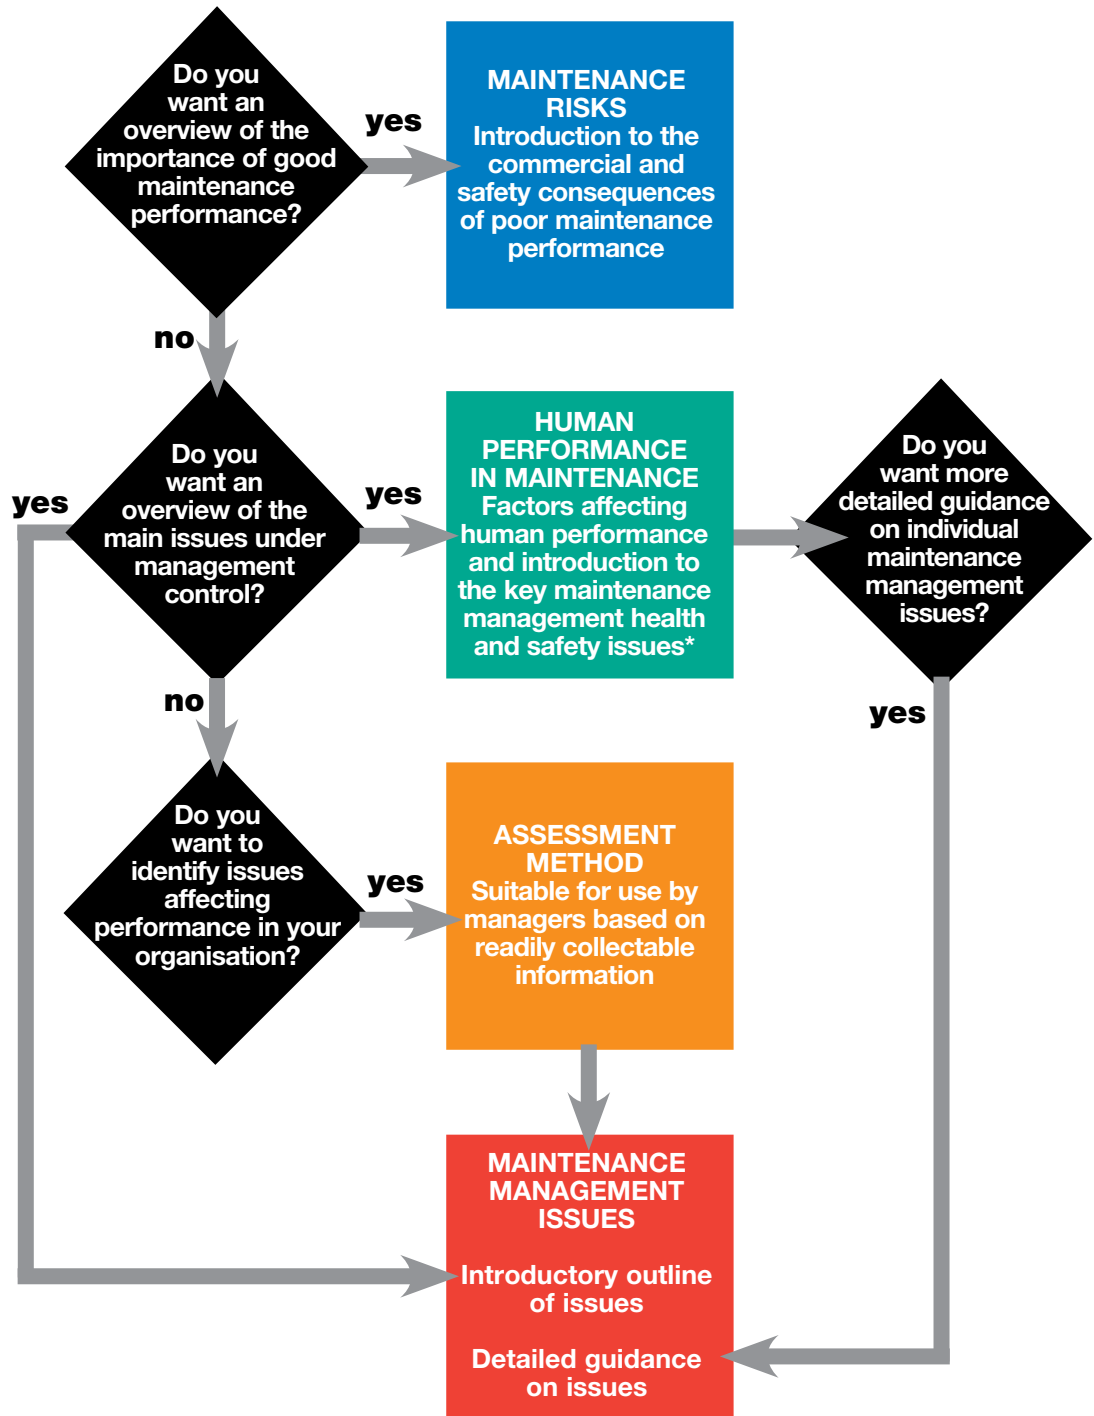 Do you
want an
overview of the
importance of good
maintenance
performance?
yes
MAINTENANCE
RISKS
Introduction to the
commercial and
safety consequences
of poor maintenance
performance
no
Do you
want an
overview of the
main issues under
management
control?
yes
yes
HUMAN
PERFORMANCE
IN MAINTENANCE
Factors affecting
human performance
and introduction to
the key maintenance
management health
and safety issues*
Do you
want more
detailed guidance
on individual
maintenance
management
issues?
no
yes
Do you
want to
identify issues
affecting
performance in your
organisation?
yes
ASSESSMENT
METHOD
Suitable for use by
managers based on
readily collectable
information
MAINTENANCE
MANAGEMENT
ISSUES
Introductory outline
of issues
Detailed guidance
on issues